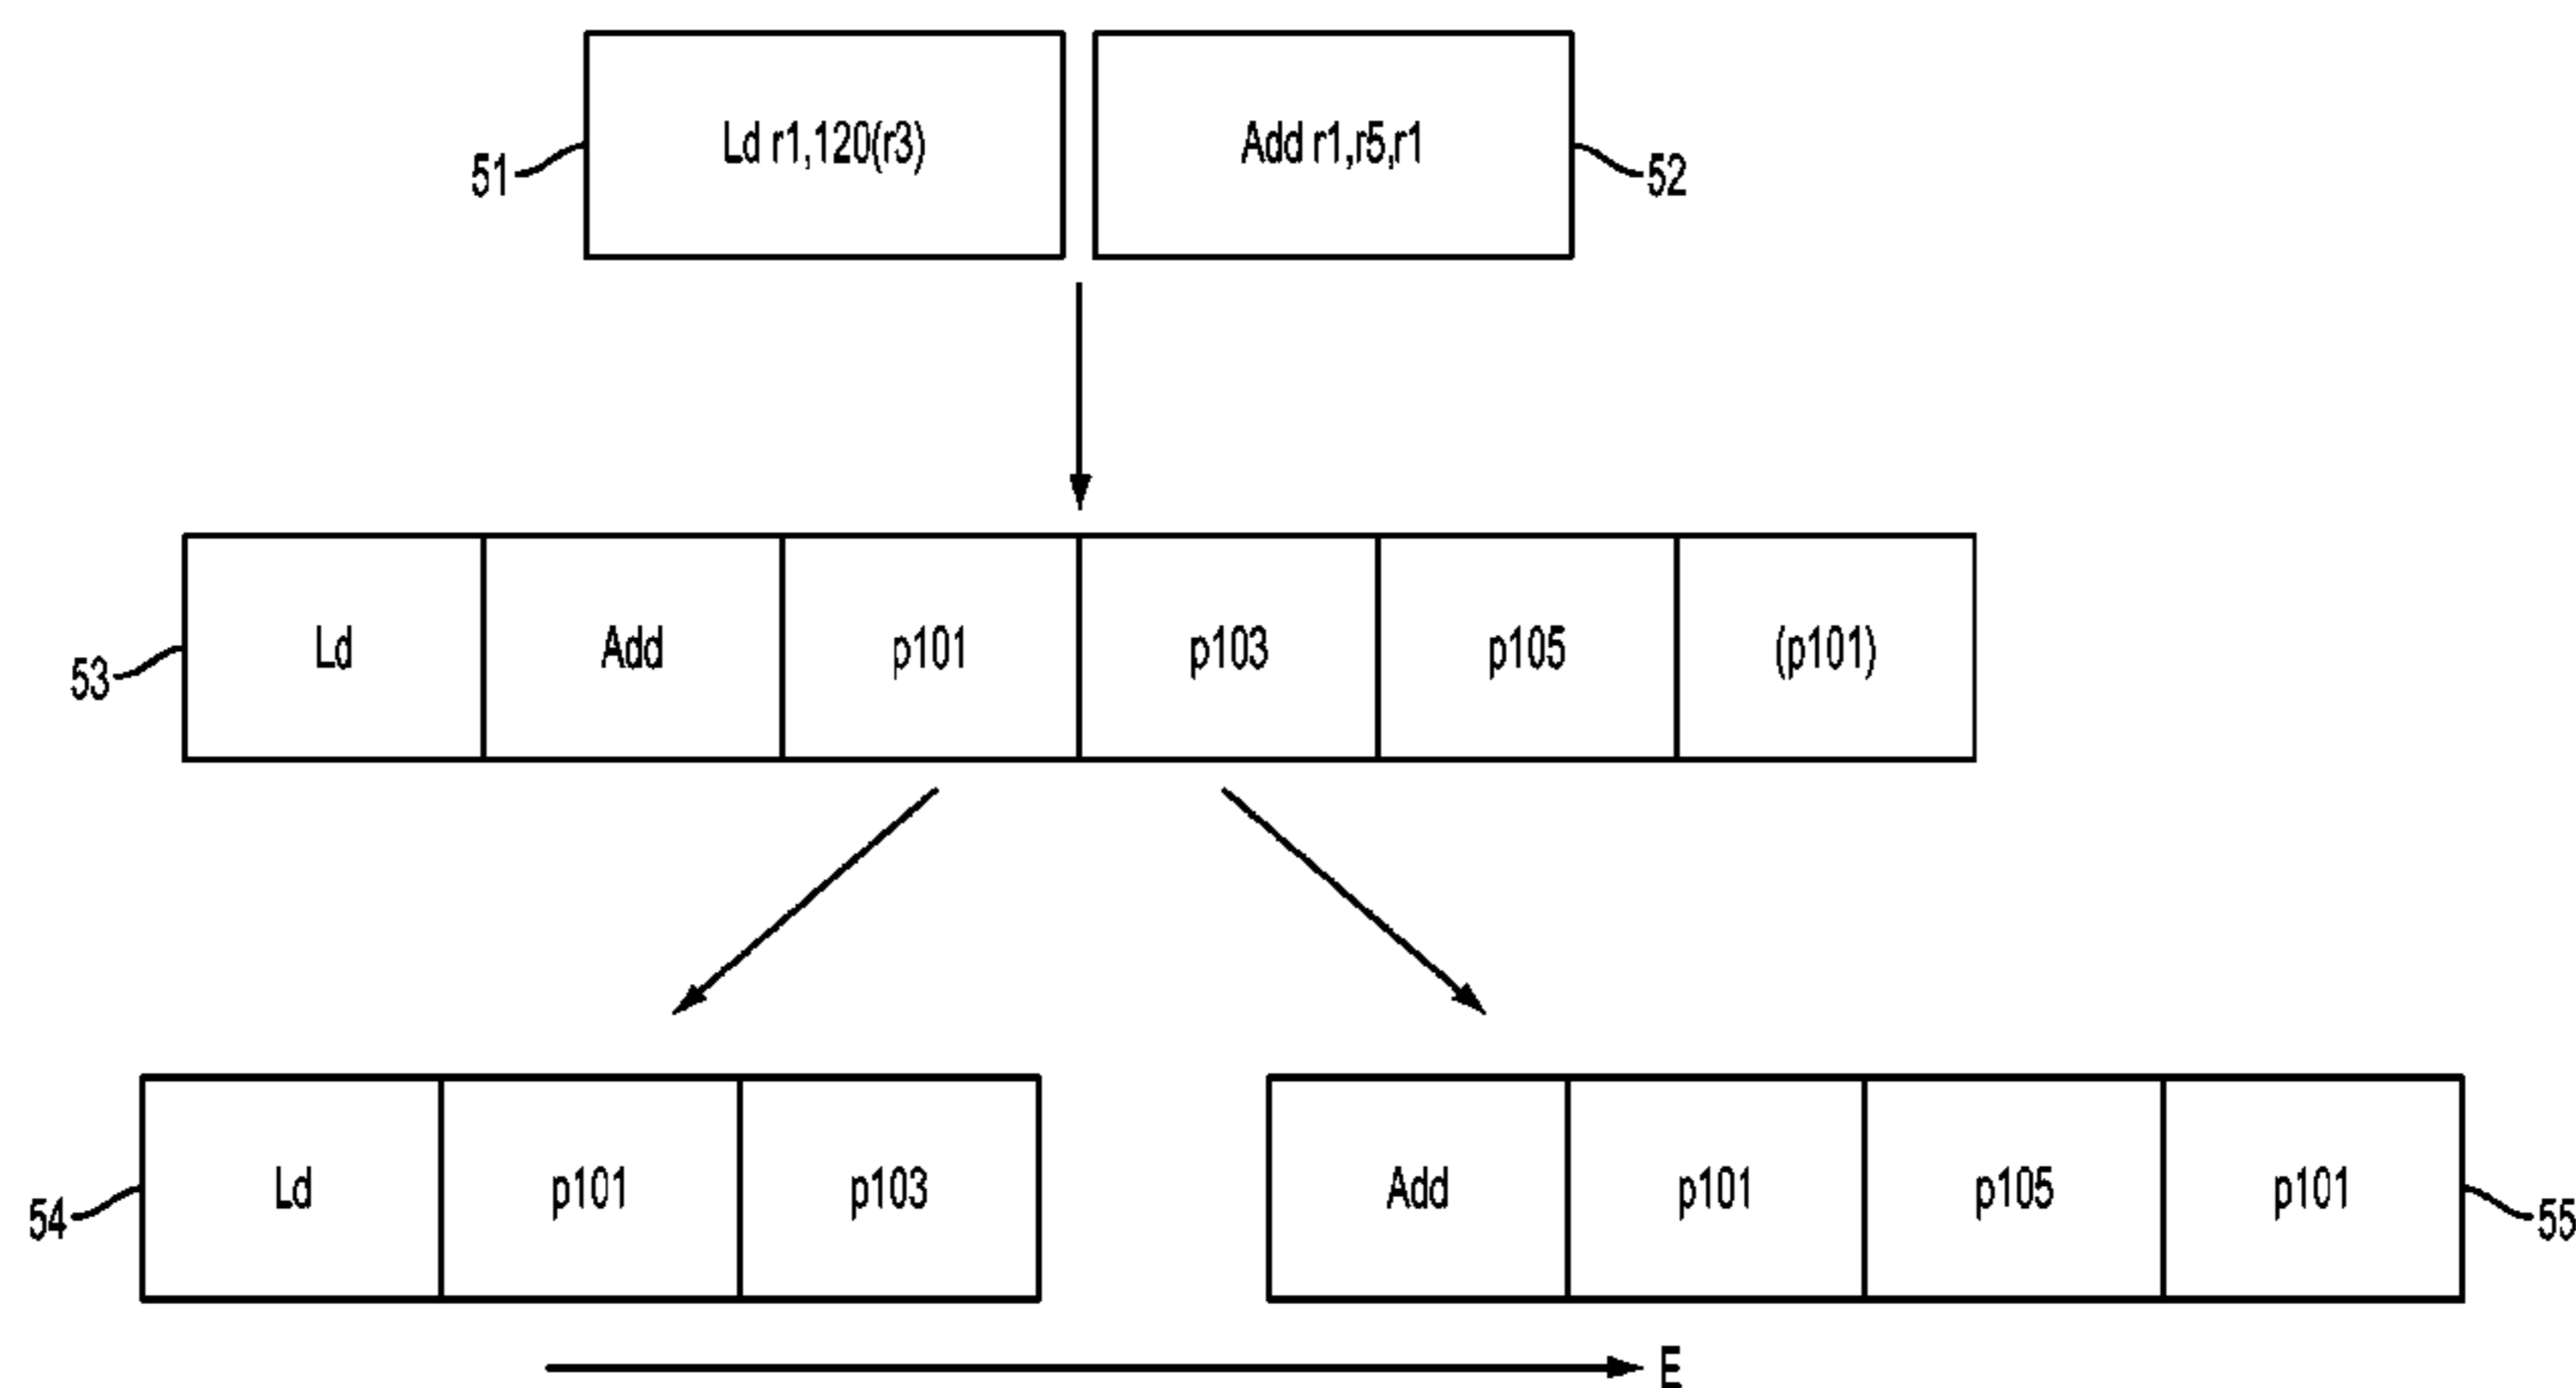 51 Ld r1,120(r3) Add r1,r5,r1 52
53 Ld Add p101 p103 p105 (p101)
54 Ld p101 p103 Add p101 p105 p101 55
E